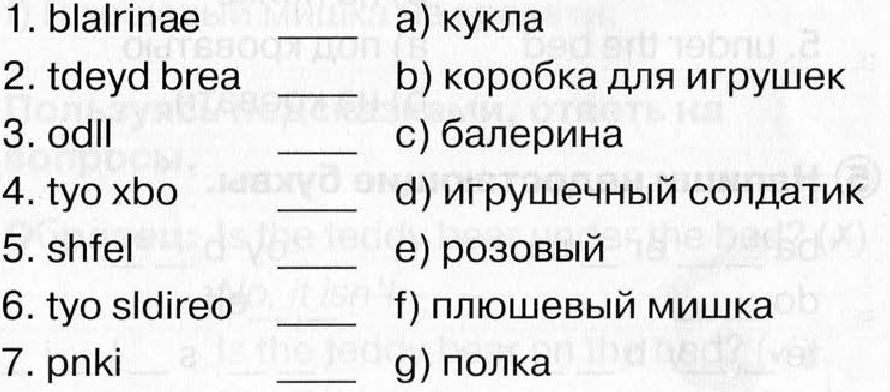 1. blalrinae ____ a) кукла
2. tdeyd brea ____ b) коробка для игрушек
3. odll ____ c) балерина
4. tyo xbo ____ d) игрушечный солдатик
5. shfel ____ e) розовый
6. tyo sldireo ____ f) плюшевый мишка
7. pnki ____ g) полка